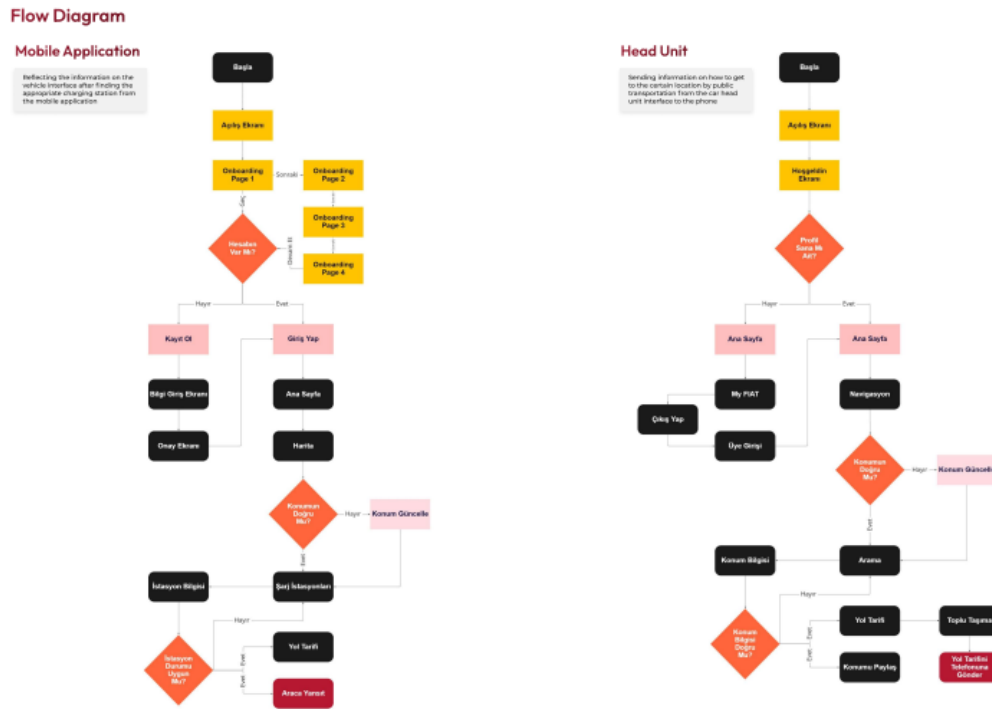 Flow Diagram
Mobile Application
Reflecting the information on the
vehicle interface after finding the
appropriate charging station from
the mobile application
Başla
Açılış Ekranı
Onboarding
Page 1
Sonraki
Onboarding
Page 2
Geç
Onboarding
Page 3
Hesabın
Var Mı?
Onboarding
Page 4
Hayır
Evet
Kayıt Ol
Giriş Yap
Bilgi Giriş Ekranı
Ana Sayfa
Onay Ekranı
Harita
Konumun
Doğru
Mu?
Hayır
Konum Güncelle
Evet
İstasyon Bilgisi
Şarj İstasyonları
Hayır
İstasyon
Durumu
Uygun
Mu?
Evet
Yol Tarifi
Evet
Araca Yansıt
Head Unit
Sending information on how to get
to the certain location by public
transportation from the car head
unit interface to the phone
Başla
Açılış Ekranı
Hoşgeldin
Ekranı
Profil
Sana Mı
Ait?
Hayır
Evet
Ana Sayfa
Ana Sayfa
My FIAT
Navigasyon
Çıkış Yap
Üye Girişi
Konumun
Doğru
Mu?
Hayır
Konum Güncelle
Evet
Konum Bilgisi
Arama
Hayır
Konum
Bilgisi
Doğru Mu?
Evet
Yol Tarifi
Toplu Taşıma
Evet
Konumu Paylaş
Yol Tarifini
Telefonuna
Gönder